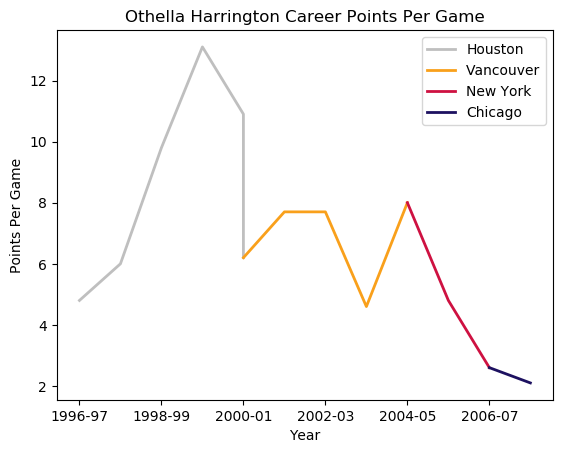 Othella Harrington Career Points Per Game
Houston
Vancouver
New York
Chicago
Points Per Game
12
10
8
6
4
2
1996-97 1998-99 2000-01 2002-03 2004-05 2006-07
Year